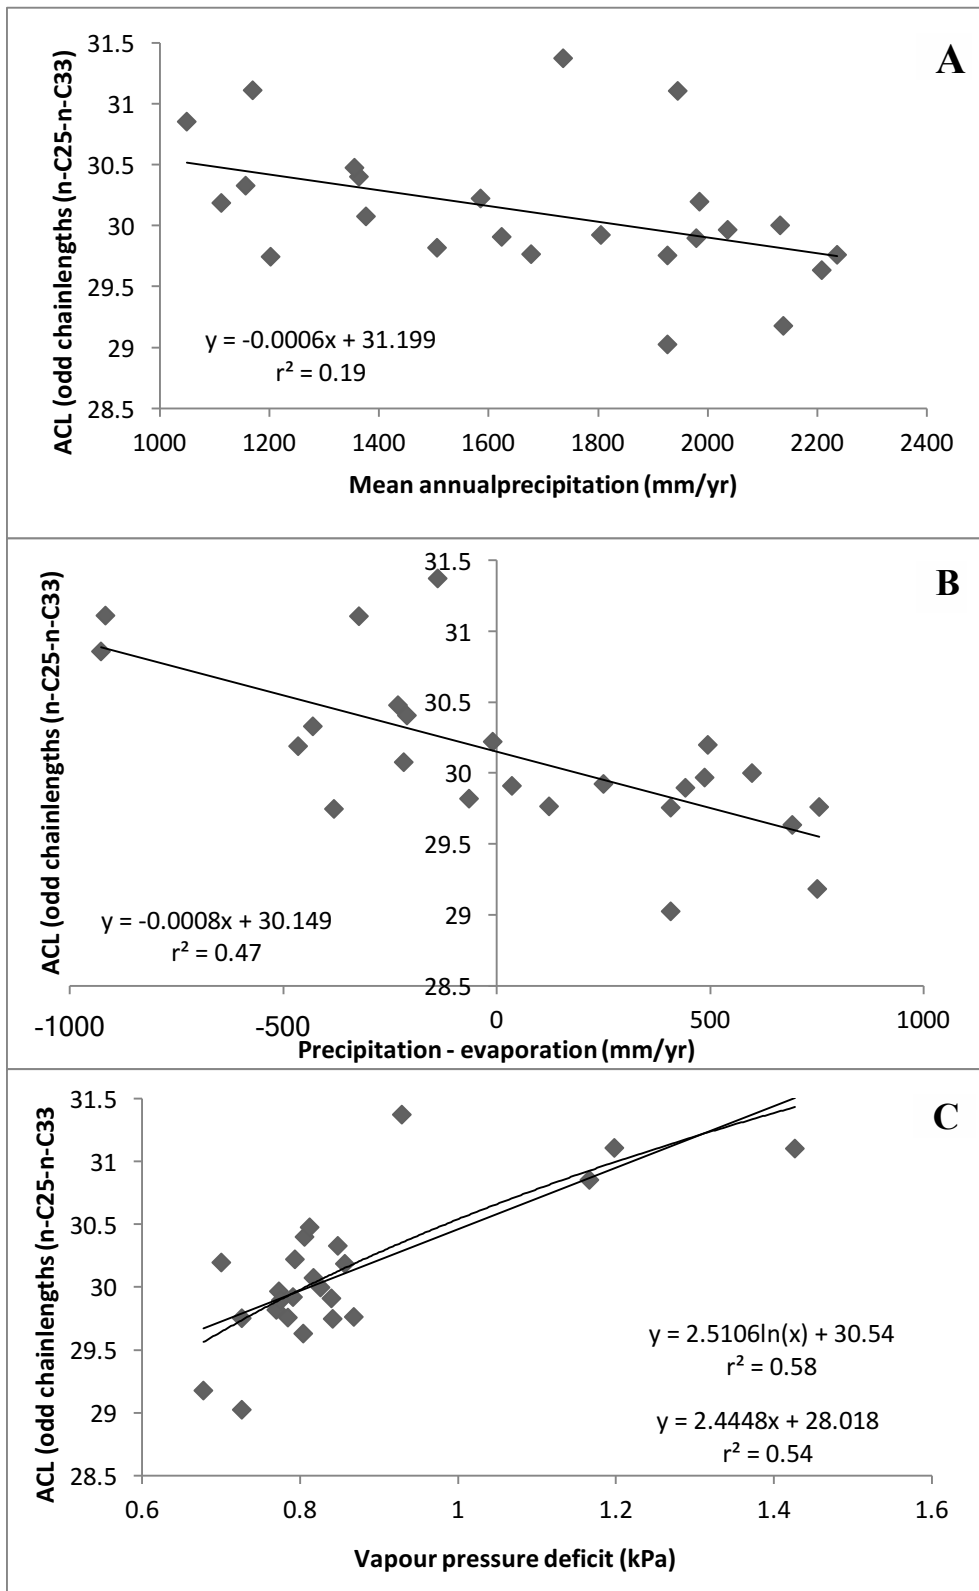 A
ACL (odd chainlengths (n-C25-n-C33)
31.5
31
30.5
30
29.5
29
28.5
y = -0.0006x + 31.199
r² = 0.19
1000 1200 1400 1600 1800 2000 2200 2400
Mean annualprecipitation (mm/yr)
B
ACL (odd chainlengths (n-C25-n-C33)
31.5
31
30.5
30
29.5
29
28.5
y = -0.0008x + 30.149
r² = 0.47
-1000 -500 0 500 1000
Precipitation - evaporation (mm/yr)
C
ACL (odd chainlengths (n-C25-n-C33
31.5
31
30.5
30
29.5
29
28.5
y = 2.5106ln(x) + 30.54
r² = 0.58
y = 2.4448x + 28.018
r² = 0.54
0.6 0.8 1 1.2 1.4 1.6
Vapour pressure deficit (kPa)